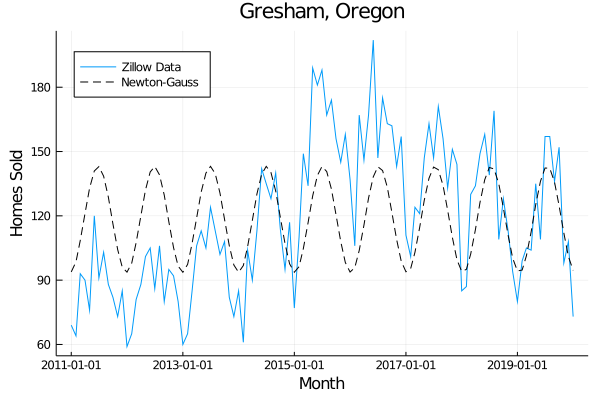 Gresham, Oregon
Zillow Data
Newton-Gauss
Homes Sold
180
150
120
90
60
2011-01-01 2013-01-01 2015-01-01 2017-01-01 2019-01-01
Month